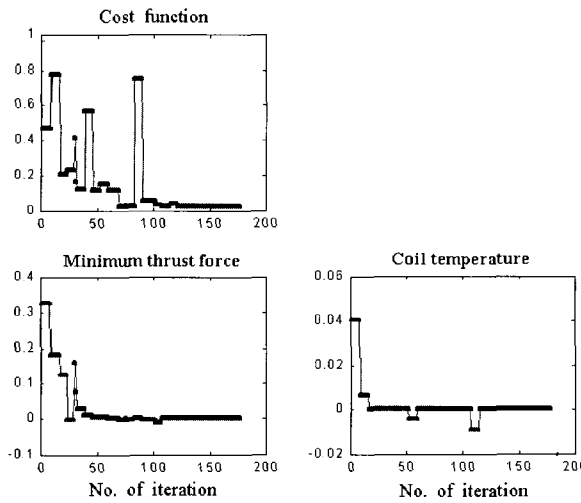 Cost function
1
0.8
0.6
0.4
0.2
0
0 50 100 150 200
Minimum thrust force
0.4
0.3
0.2
0.1
0
-0.1
0 50 100 150 200
No. of iteration
Coil temperature
0.06
0.04
0.02
0
-0.02
0 50 100 150 200
No. of iteration